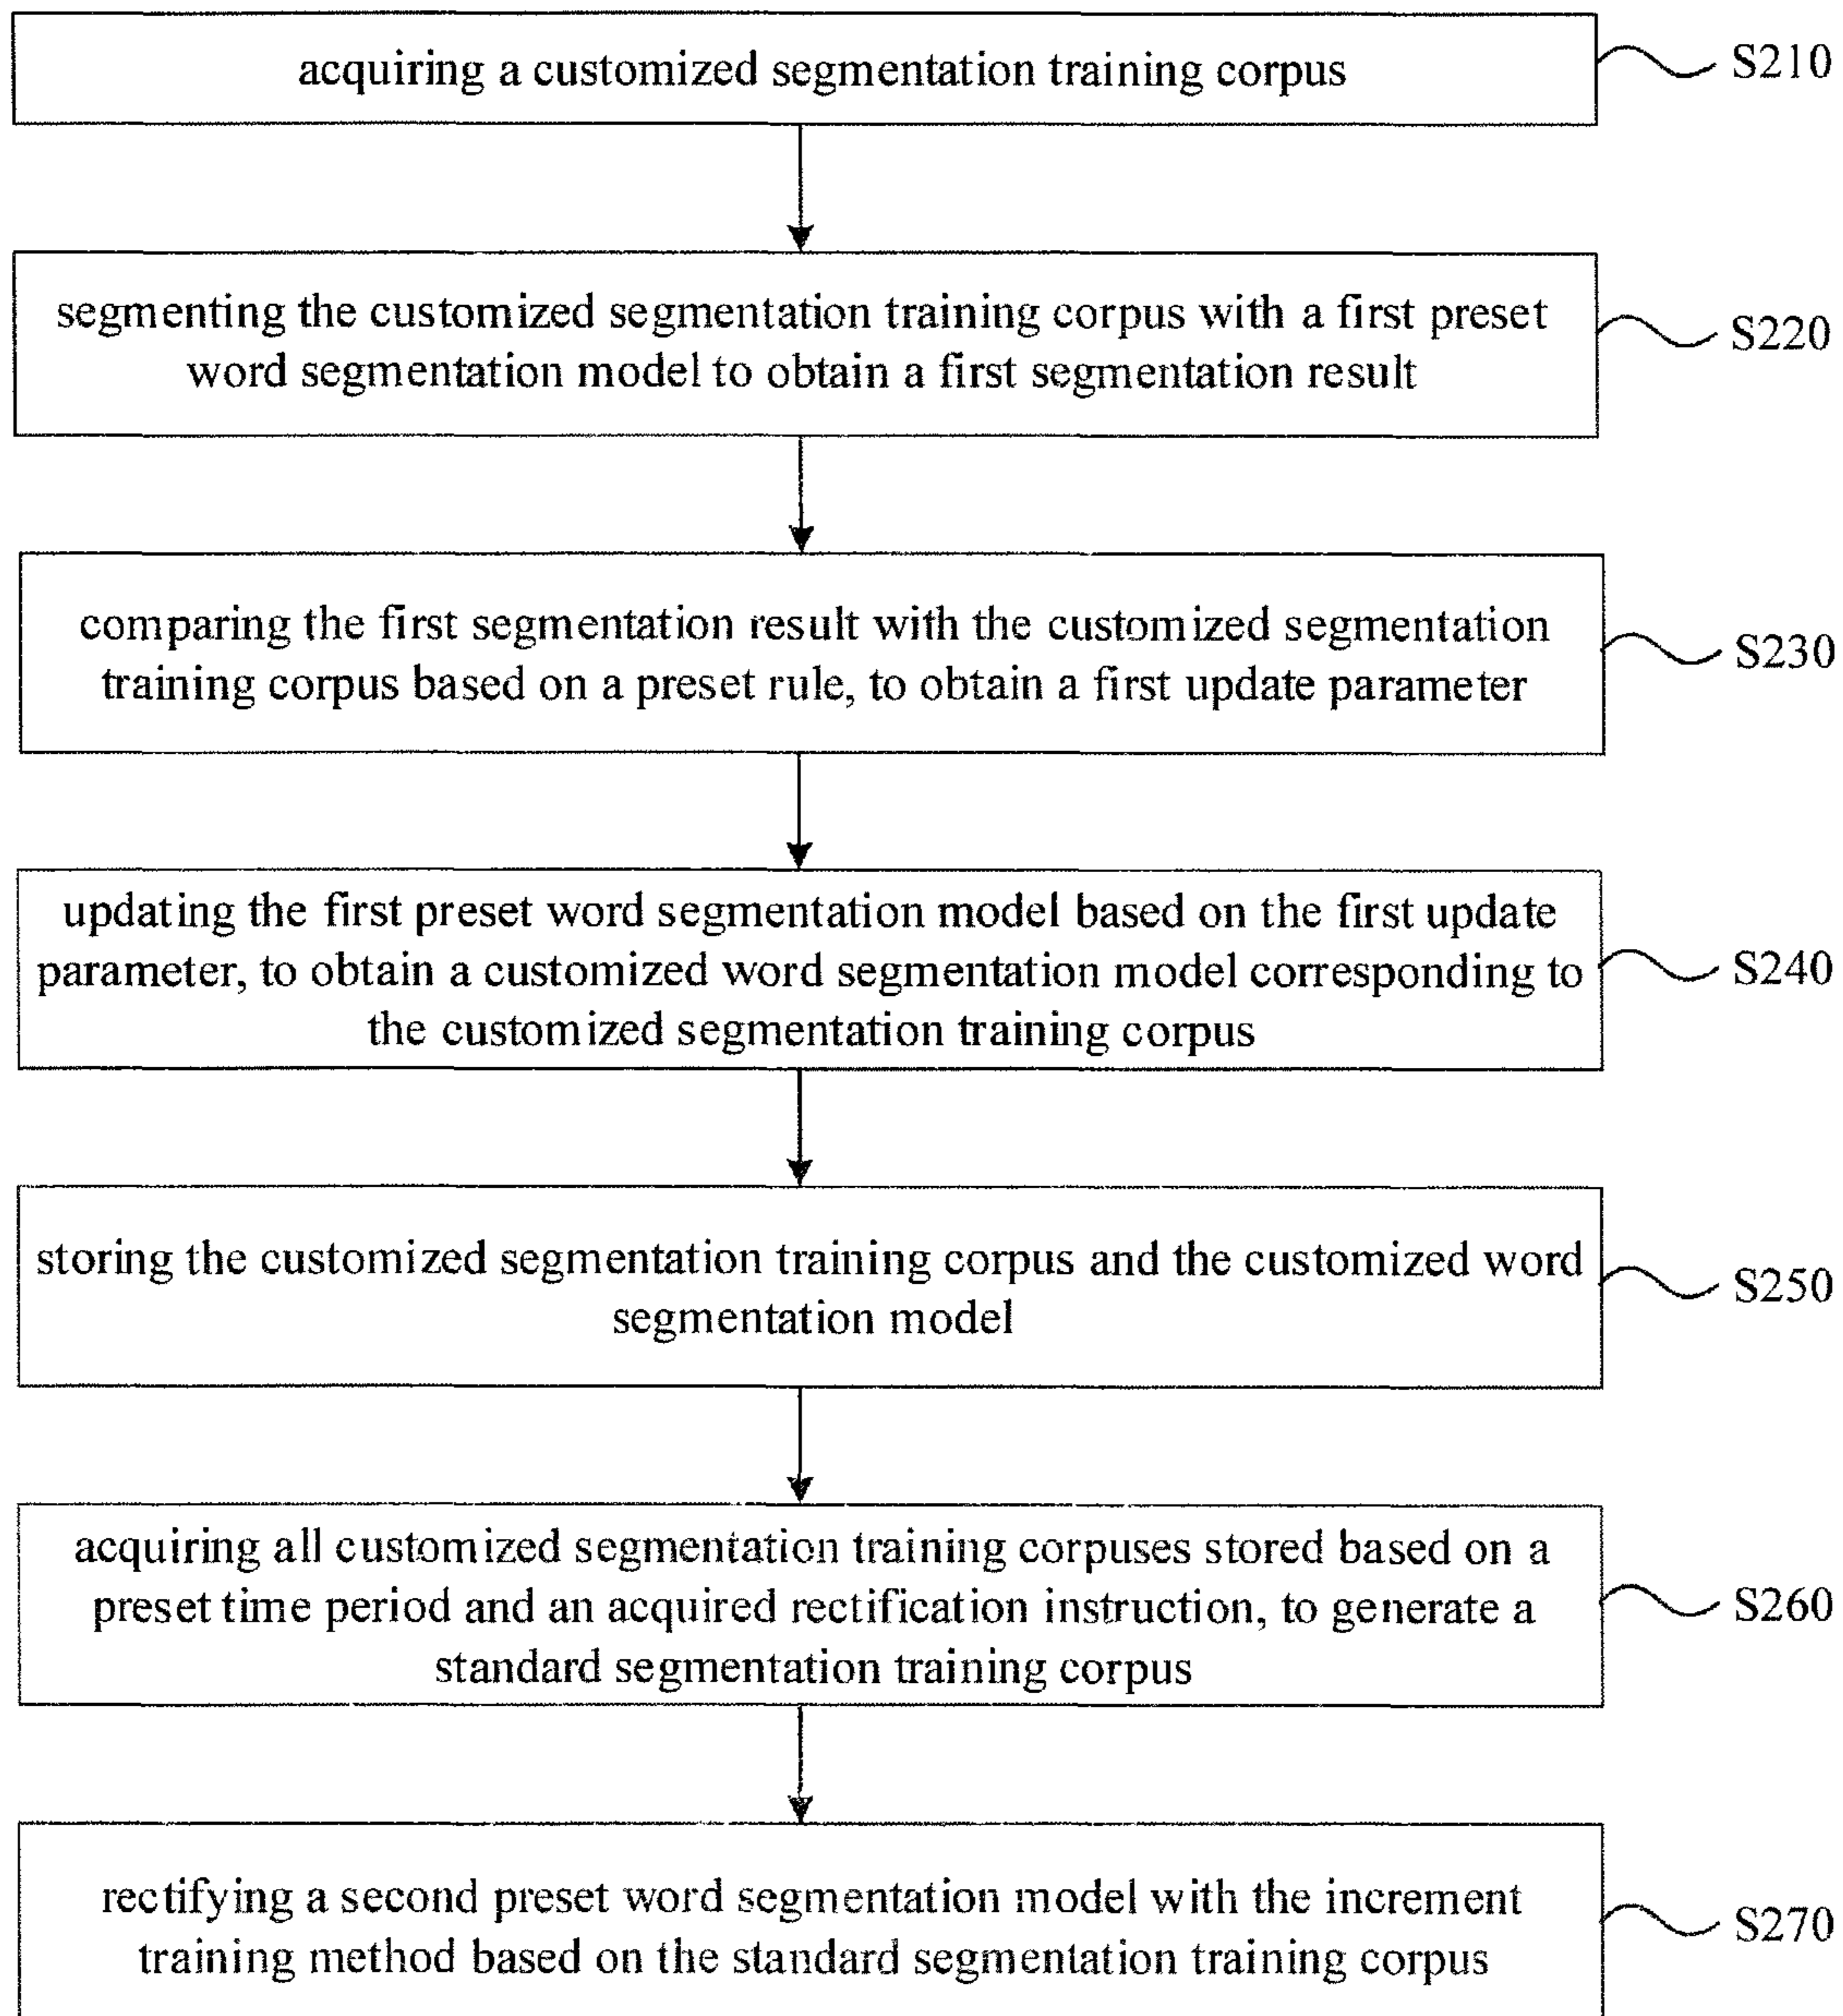 acquiring a customized segmentation training corpus
S210
segmenting the customized segmentation training corpus with a first preset
word segmentation model to obtain a first segmentation result
S220
comparing the first segmentation result with the customized segmentation
training corpus based on a preset rule, to obtain a first update parameter
S230
updating the first preset word segmentation model based on the first update
parameter, to obtain a customized word segmentation model corresponding to
the customized segmentation training corpus
S240
storing the customized segmentation training corpus and the customized word
segmentation model
S250
acquiring all customized segmentation training corpuses stored based on a
preset time period and an acquired rectification instruction, to generate a
standard segmentation training corpus
S260
rectifying a second preset word segmentation model with the increment
training method based on the standard segmentation training corpus
S270